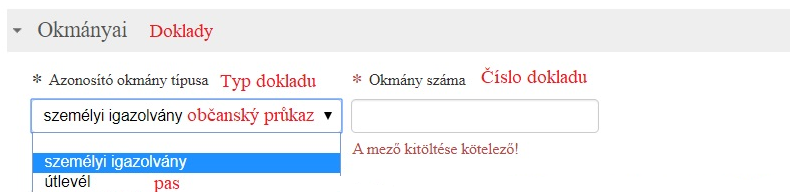 Okmányai Doklady
* Azonosító okmány típusa Typ dokladu * Okmány száma Číslo dokladu
személyi igazolvány občanský průkaz
A mező kitöltése kötelező!
személyi igazolvány
útlevél pas